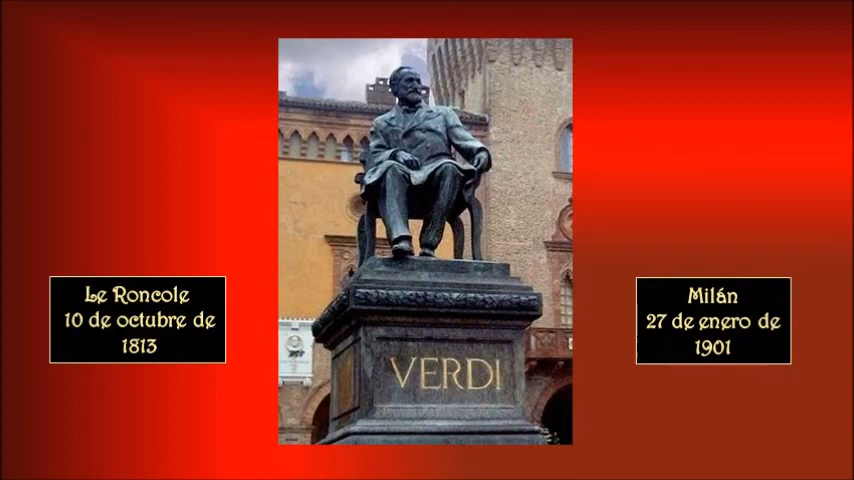 Le Roncole
10 de octubre de
1813
VERDI
Milán
27 de enero de
1901